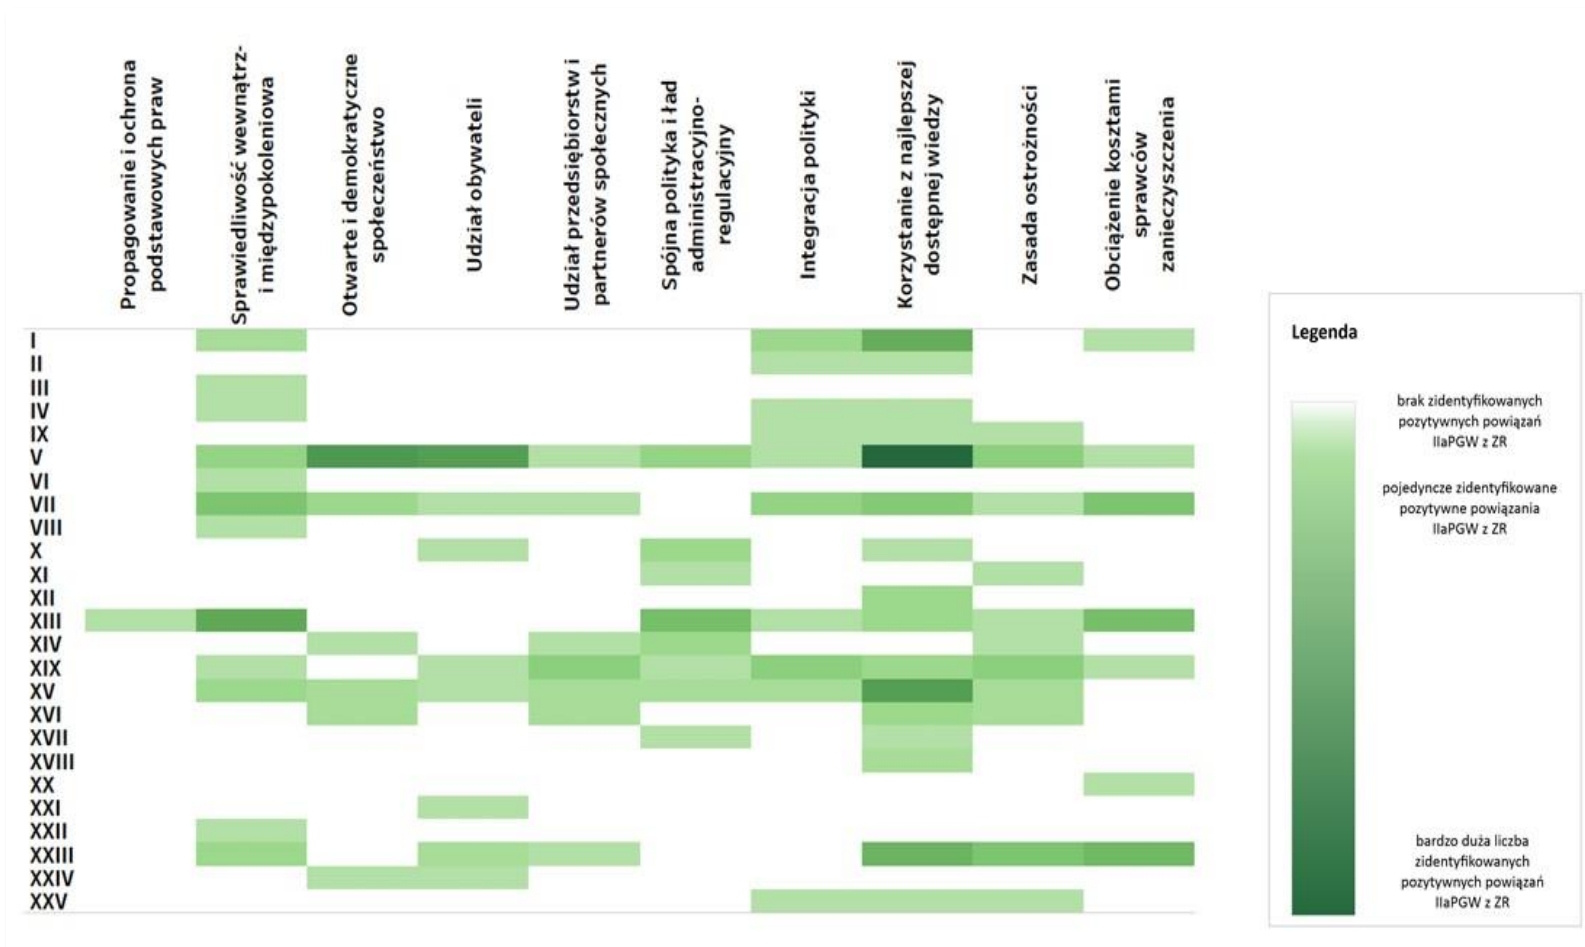 Propagowanie i ochrona
podstawowych praw
Sprawiedliwość wewnątrz-
i międzypokoleniowa
Otwarte i demokratyczne
społeczeństwo
Udział obywateli
Udział przedsiębiorstw i
partnerów społecznych
Spójna polityka i ład
administracyjno-
regulacyjny
Integracja polityki
Korzystanie z najlepszej
dostępnej wiedzy
Zasada ostrożności
Obciążenie kosztami
sprawców
zanieczyszczenia
I
II
III
IV
IX
V
VI
VII
VIII
X
XI
XII
XIII
XIV
XIX
XV
XVI
XVII
XVIII
XX
XXI
XXII
XXIII
XXIV
XXV
Legenda
brak zidentyfikowanych
pozytywnych powiązań
IIaPGW z ZR
pojedyncze zidentyfikowane
pozytywne powiązania
IIaPGW z ZR
bardzo duża liczba
zidentyfikowanych
pozytywnych powiązań
IIaPGW z ZR